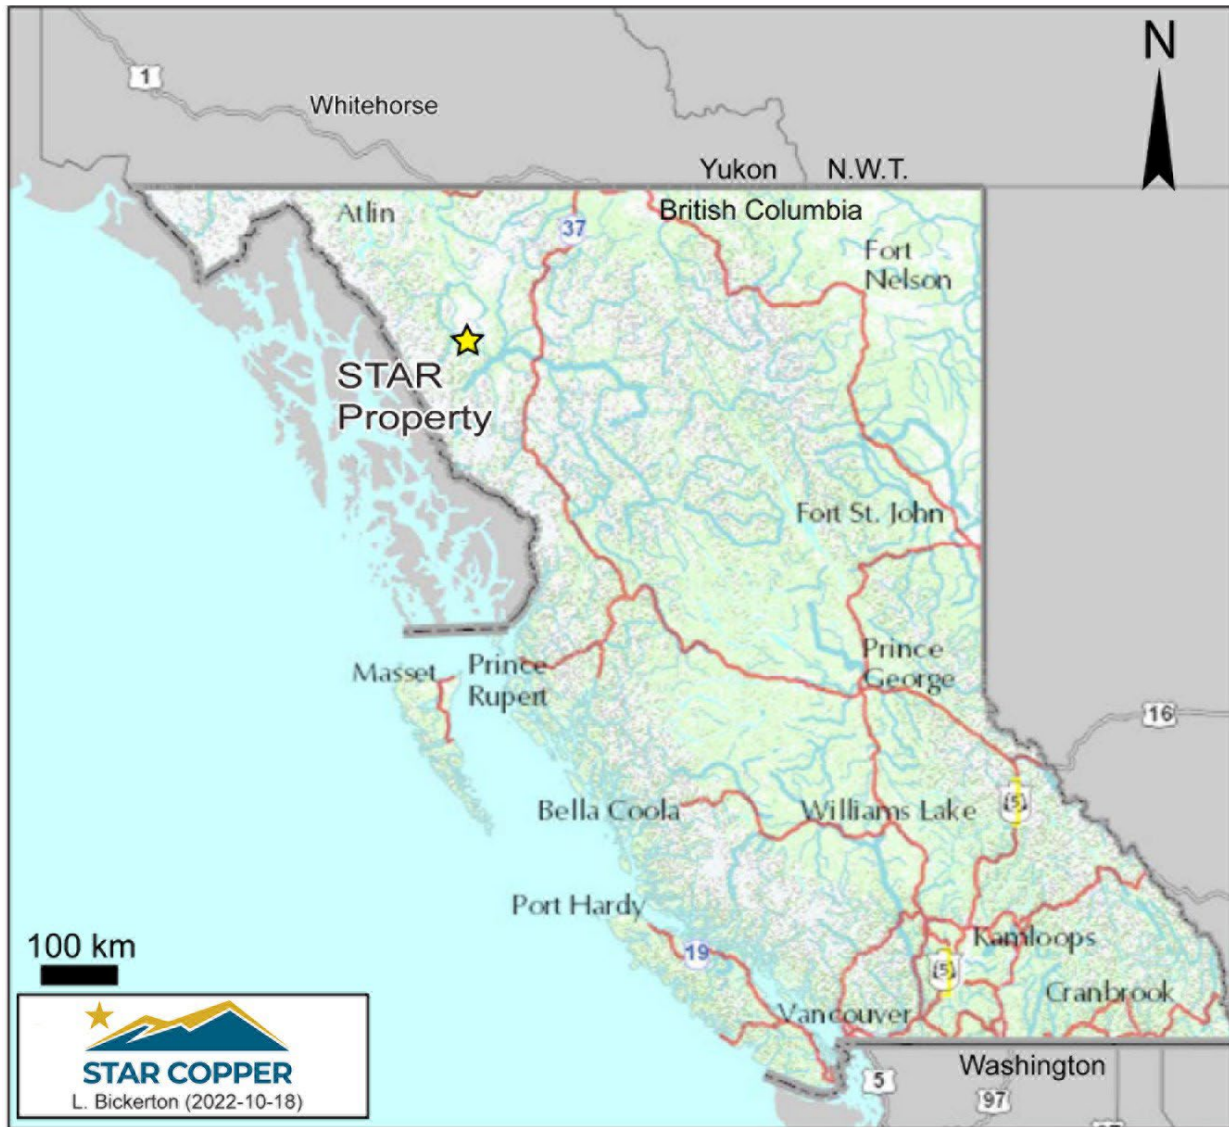 N
1
Whitehorse
Yukon
N.W.T.
British Columbia
Atlin
37
Fort
Nelson
STAR
Property
Fort St. John
Prince
George
Masset
Prince
Rupert
16
Bella Coola
Williams Lake
5
Port Hardy
19
Kamloops
100 km
5
Cranbrook
Vancouver
Washington
5
97
STAR COPPER
L. Bickerton (2022-10-18)